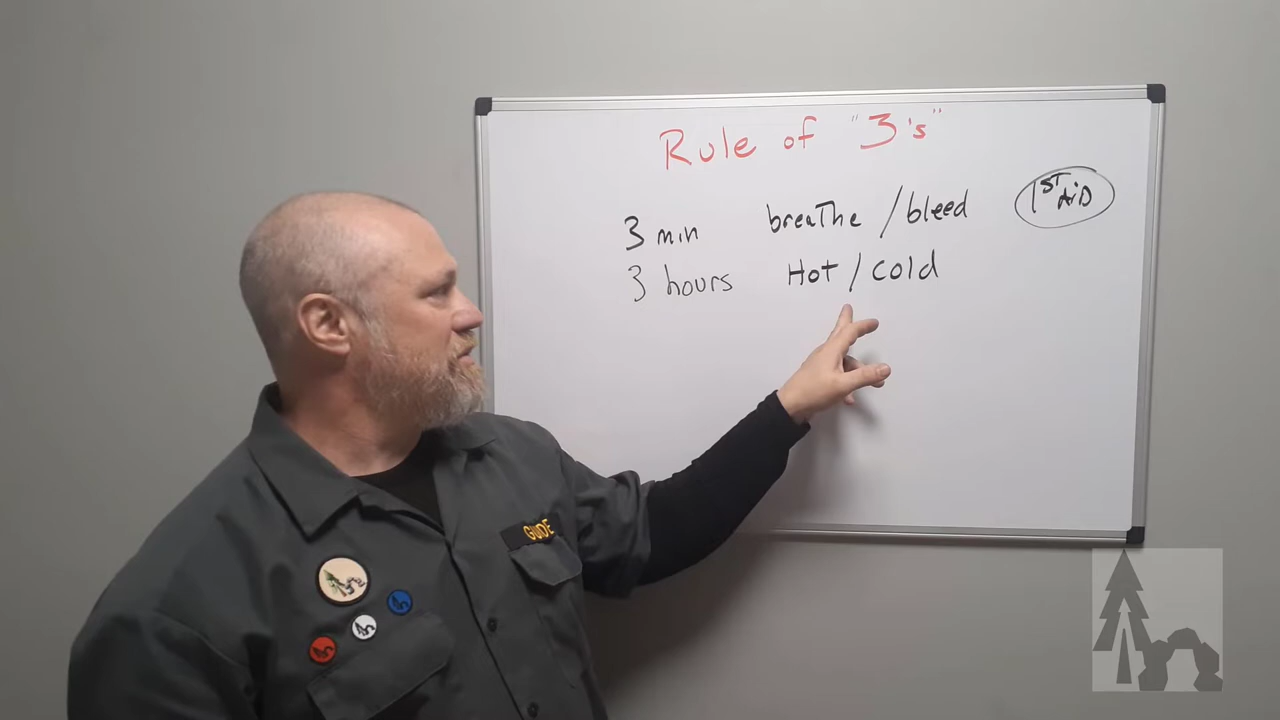 Rule of "3's"
3 min breathe / bleed 1ST AiD
3 hours Hot / Cold
GUIDE